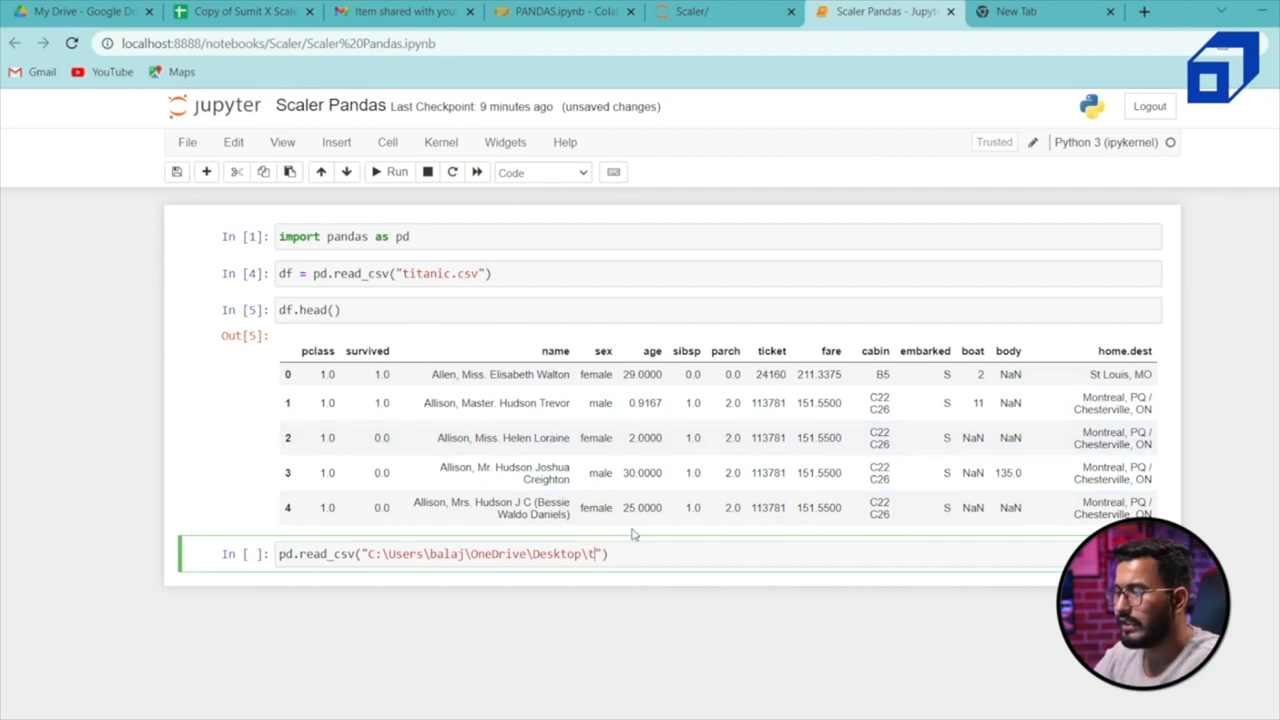 My Drive - Google Dri
Copy of Sumit X Scale
Item shared with you
PANDAS.ipynb - Colab
Scaler/
Scaler Pandas - Jupyte
New Tab
localhost:8888/notebooks/Scaler/Scaler%20Pandas.ipynb
Gmail
YouTube
Maps
jupyter Scaler Pandas Last Checkpoint: 9 minutes ago (unsaved changes)
Logout
File Edit View Insert Cell Kernel Widgets Help
Trusted
Python 3 (ipykernel)
Run
Code
In [1]: import pandas as pd
In [4]: df = pd.read_csv("titanic.csv")
In [5]: df.head()
Out[5]:
pclass survived name sex age sibsp parch ticket fare cabin embarked boat body home.dest
0 1.0 1.0 Allen, Miss. Elisabeth Walton female 29.0000 0.0 0.0 24160 211.3375 B5 S 2 NaN St Louis, MO
1 1.0 1.0 Allison, Master. Hudson Trevor male 0.9167 1.0 2.0 113781 151.5500 C22 C26 S 11 NaN Montreal, PQ / Chesterville, ON
2 1.0 0.0 Allison, Miss. Helen Loraine female 2.0000 1.0 2.0 113781 151.5500 C22 C26 S NaN NaN Montreal, PQ / Chesterville, ON
3 1.0 0.0 Allison, Mr. Hudson Joshua Creighton male 30.0000 1.0 2.0 113781 151.5500 C22 C26 S NaN 135.0 Montreal, PQ / Chesterville, ON
4 1.0 0.0 Allison, Mrs. Hudson J C (Bessie Waldo Daniels) female 25.0000 1.0 2.0 113781 151.5500 C22 C26 S NaN NaN Montreal, PQ / Chesterville, ON
In [ ]: pd.read_csv("C:\Users\balaj\OneDrive\Desktop\t")